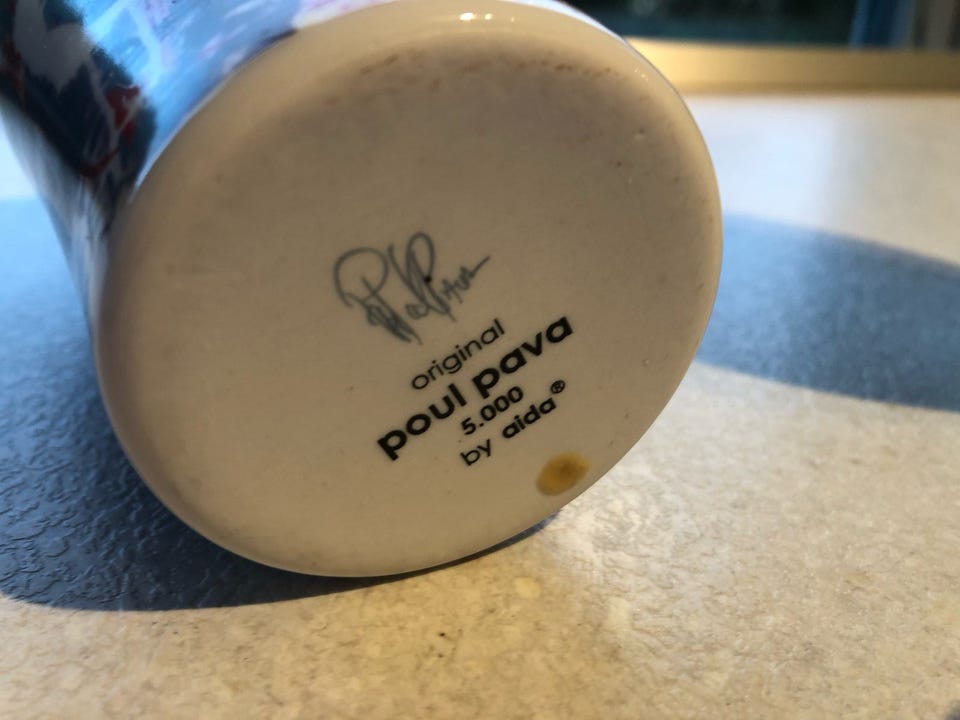 original
poul pava
5.000
by aida®